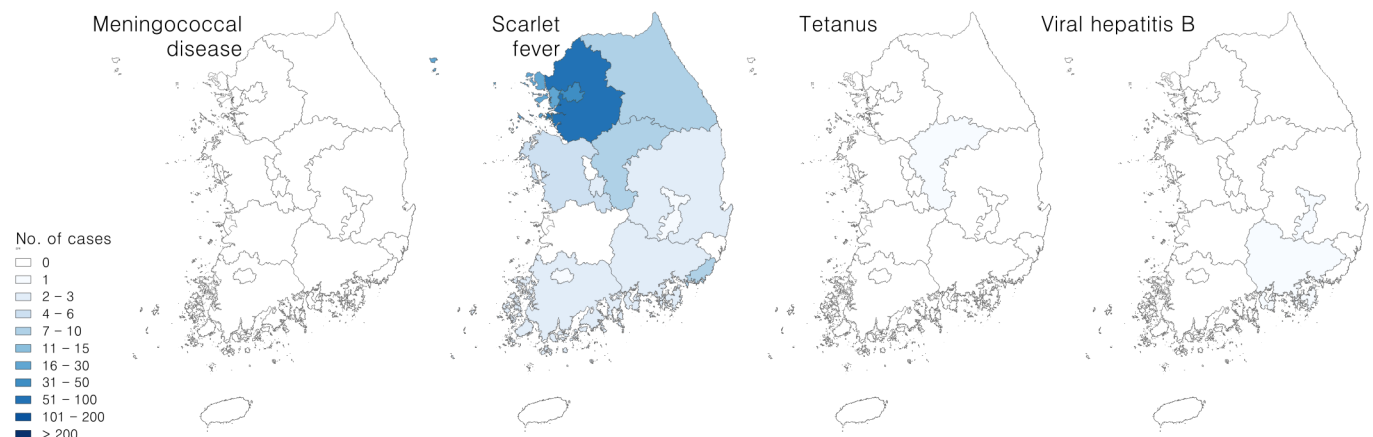 Meningococcal
disease
Scarlet
fever
Tetanus
Viral hepatitis B
No. of cases
0
1
2 – 3
4 – 6
7 – 10
11 – 15
16 – 30
31 – 50
51 – 100
101 – 200
> 200